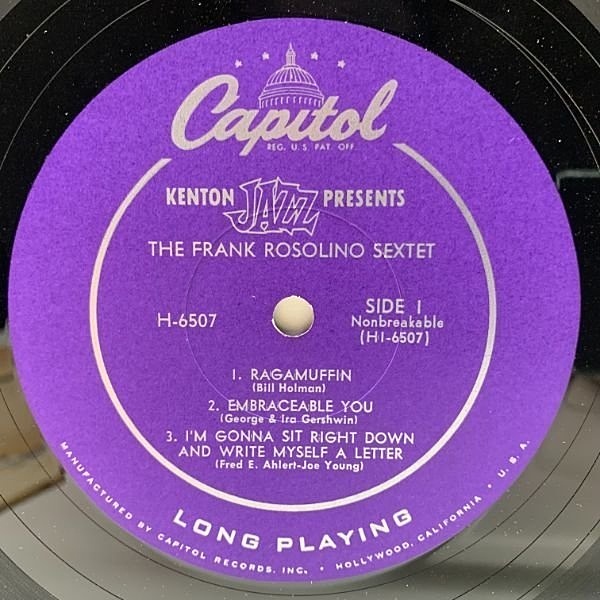 Capitol
REG. U.S. PAT. OFF.
KENTON JAZZ PRESENTS
THE FRANK ROSOLINO SEXTET
H-6507
SIDE 1
Nonbreakable
(H1-6507)
1. RAGAMUFFIN
(Bill Holman)
2. EMBRACEABLE YOU
(George & Ira Gershwin)
3. I'M GONNA SIT RIGHT DOWN
AND WRITE MYSELF A LETTER
(Fred E. Ahlert-Joe Young)
LONG PLAYING
MANUFACTURED BY CAPITOL RECORDS, INC. • HOLLYWOOD, CALIFORNIA • U.S.A.